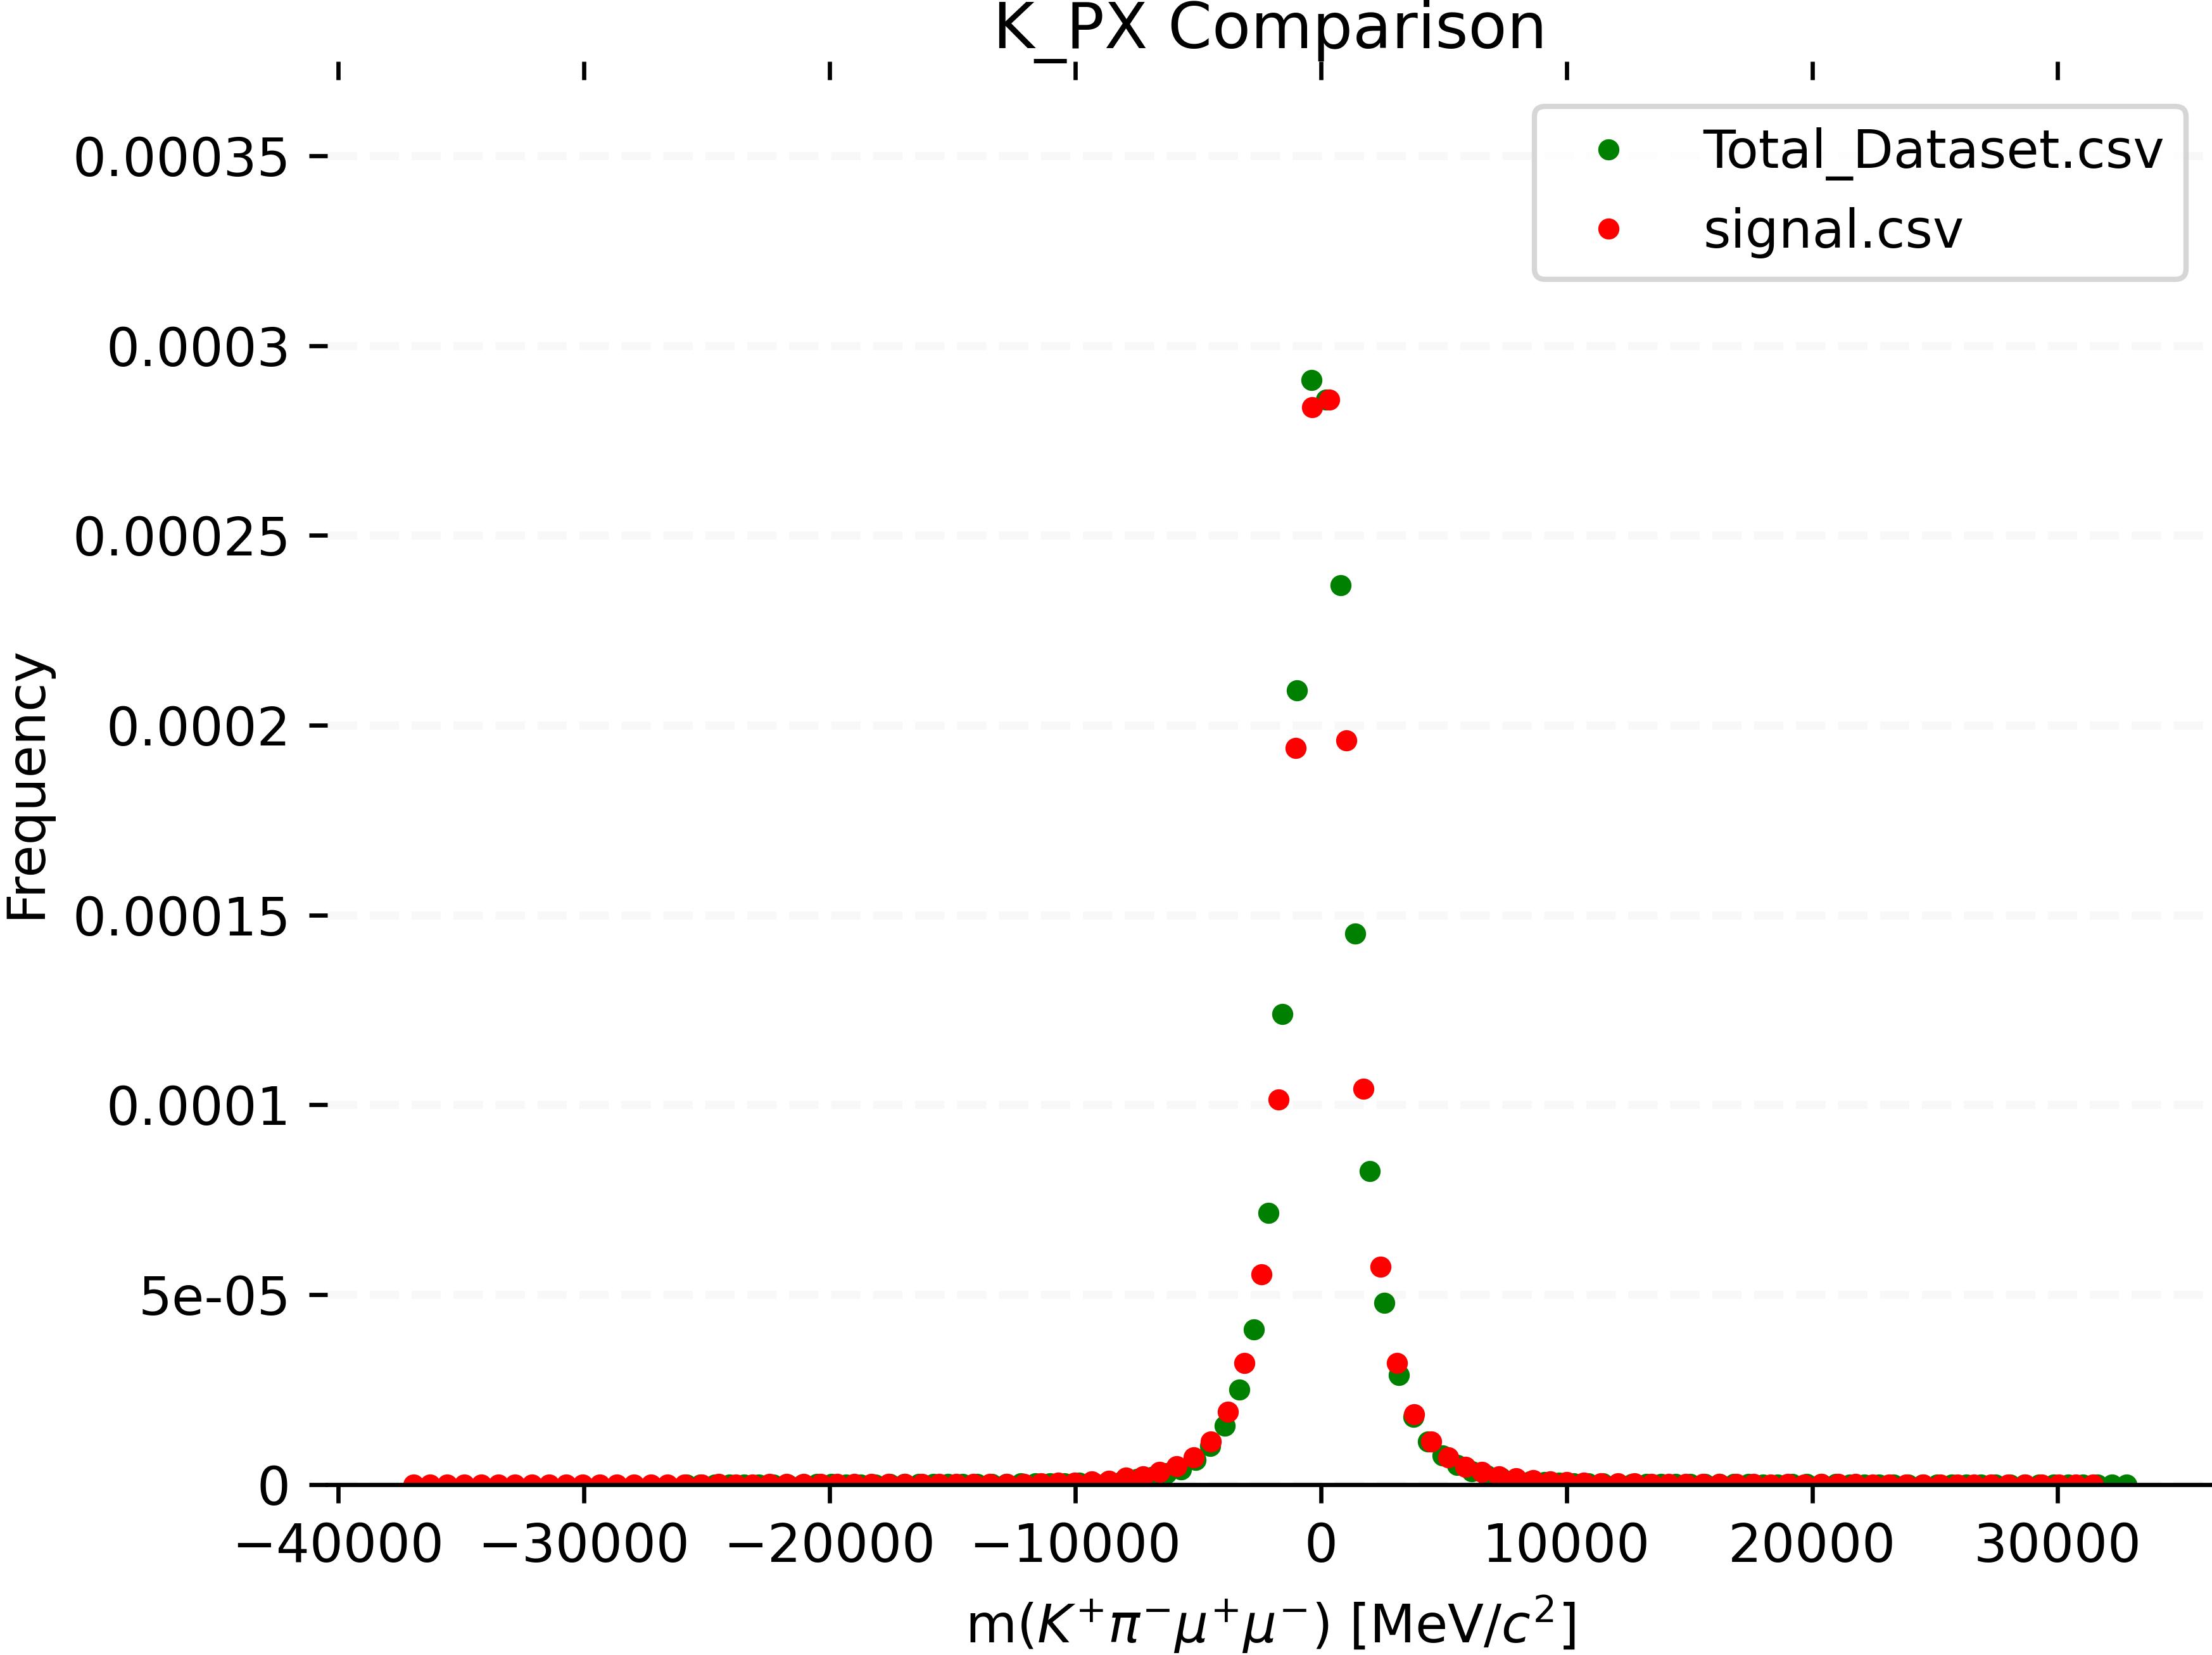 K_PX Comparison
Total_Dataset.csv
signal.csv
0.00035
0.0003
0.00025
0.0002
0.00015
0.0001
5e-05
0
Frequency
−40000 −30000 −20000 −10000 0 10000 20000 30000
m(K⁺π⁻μ⁺μ⁻) [MeV/c²]